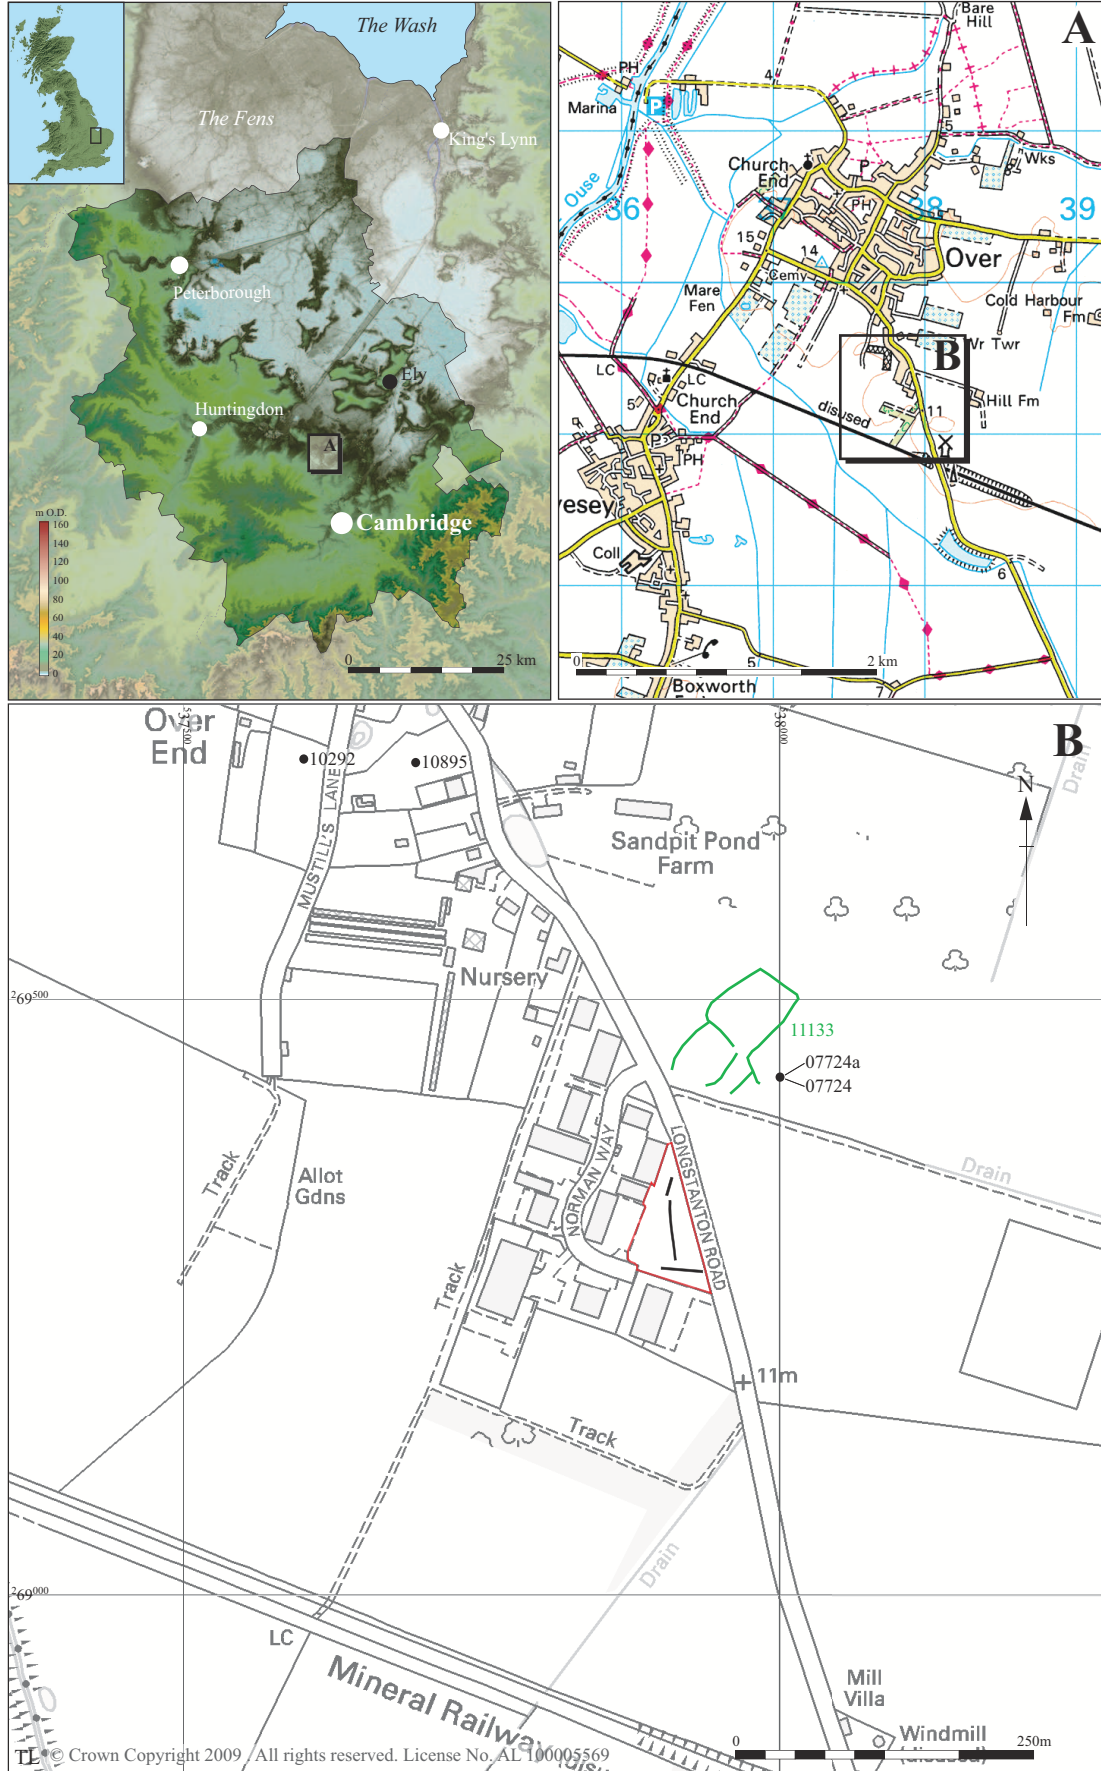 The Wash
The Fens
King's Lynn
Peterborough
Ely
Huntingdon
A
Cambridge
m O.D.
160
140
120
100
80
60
40
20
0
0
25 km
A
Bare
Hill
PH
4
Marina
P
5
Wks
Church
End
P
Ouse
36
PH
38
39
15
14
Over
Cemy
Mare
Fen
Cold Harbour
Fm
Wr Twr
B
LC
LC
Church
End
5
disused
11
Hill Fm
P
PH
vesey
Coll
6
0
5
2 km
7
Boxworth
B
Over
End
537500
538000
10292
10895
Drain
N
MUSTILL'S LANE
Sandpit Pond
Farm
Nursery
269500
11133
07724a
07724
Track
Allot
Gdns
NORMAN WAY
LONGSTANTON ROAD
Drain
Track
11m
Track
Drain
269000
LC
Mineral Railway
Mill
Villa
Windmill
(disused)
0
250m
TL © Crown Copyright 2009 . All rights reserved. License No. AL 100005569